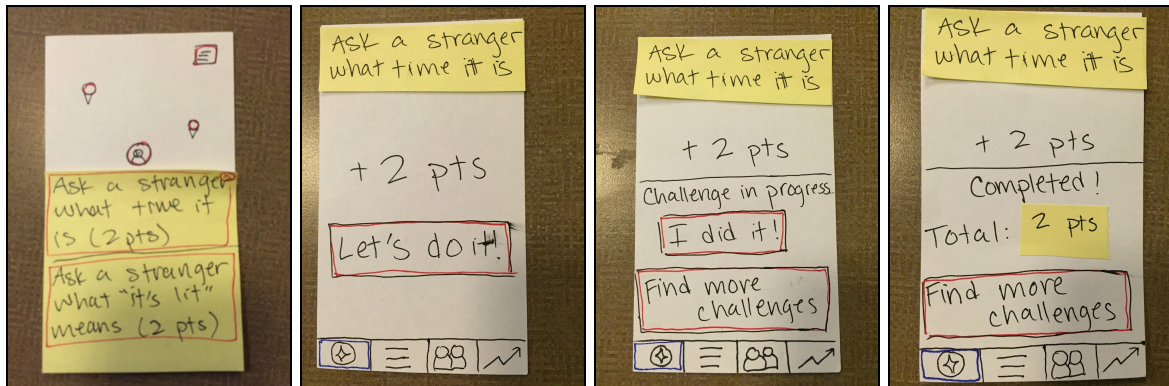 Ask a stranger
what time it
is (2 pts)
Ask a stranger
what "it's lit"
means (2 pts)
Ask a stranger
what time it is
+ 2 pts
Let's do it!
Ask a stranger
what time it is
+ 2 pts
Challenge in progress
I did it!
Find more
challenges
Ask a stranger
what time it is
+ 2 pts
Completed!
Total: 2 pts
Find more
challenges